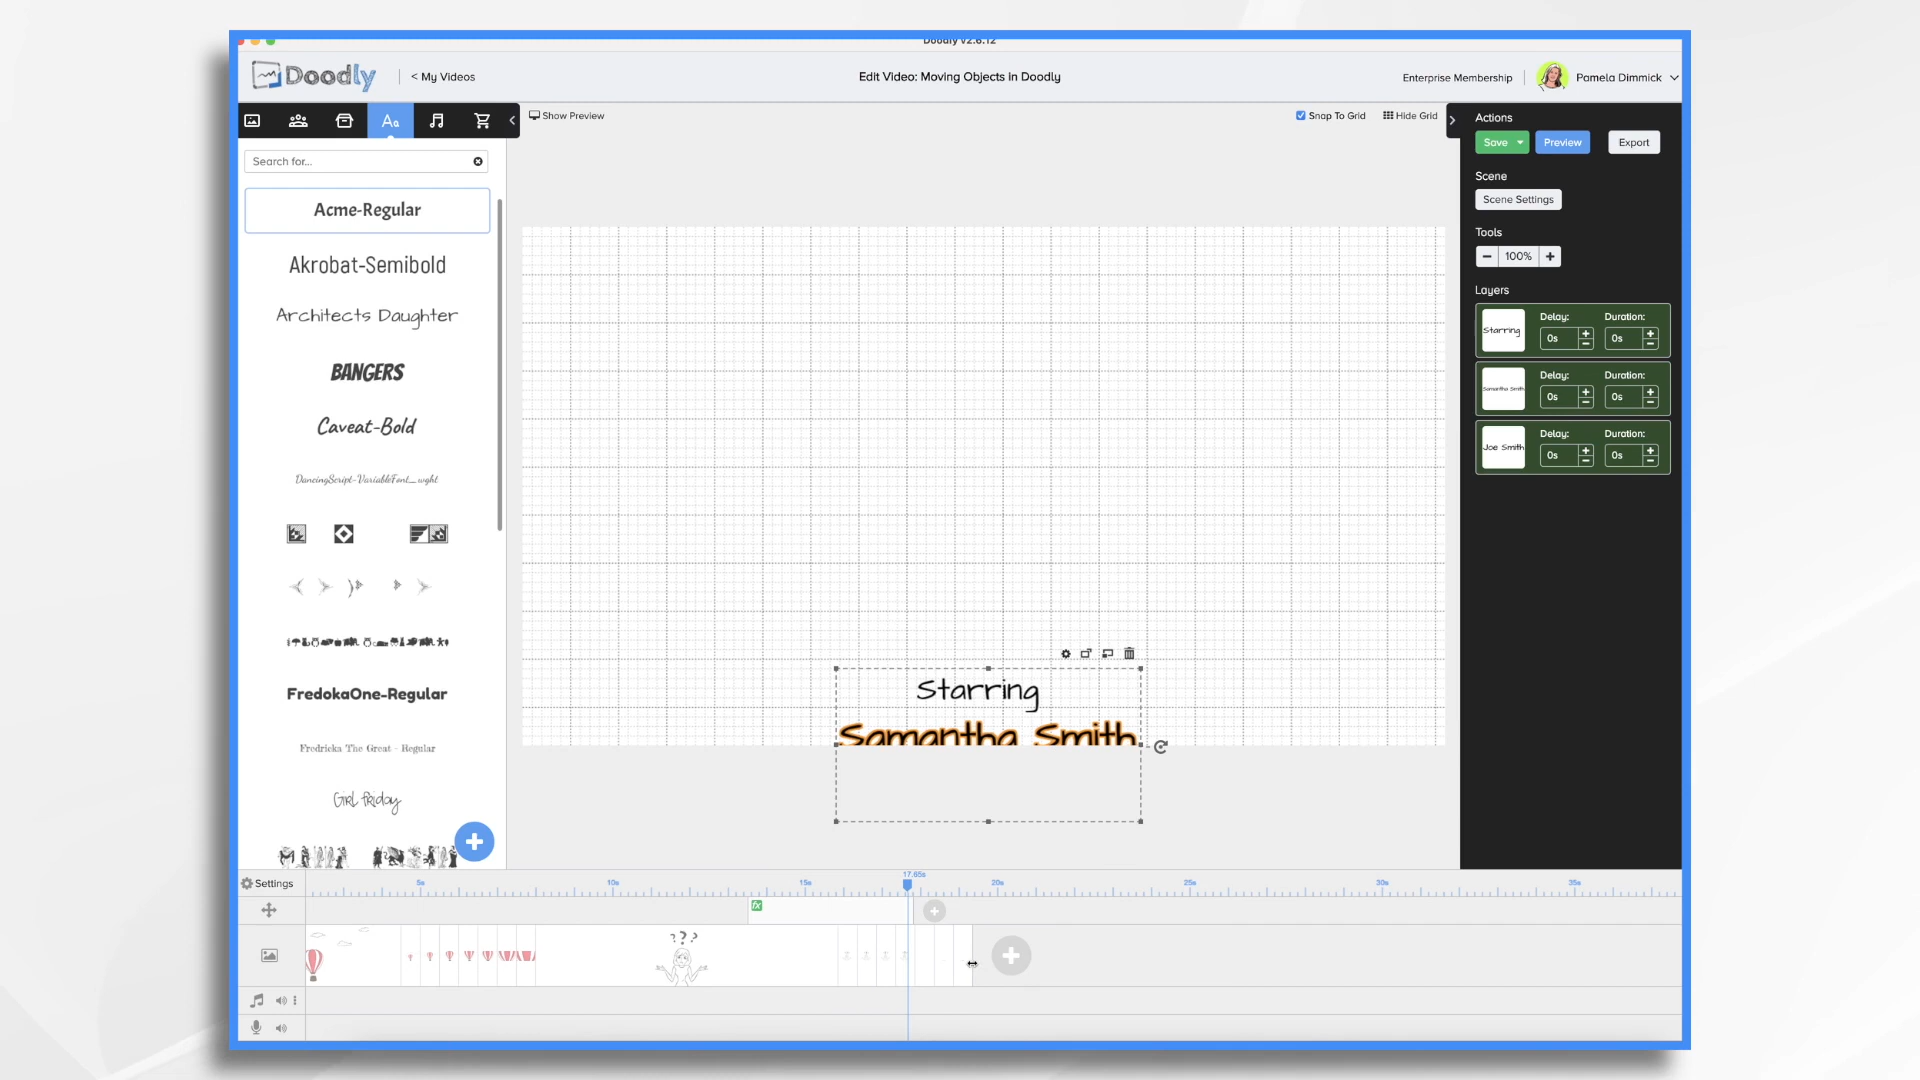 Doodly v2.6.12
Doodly
< My Videos
Edit Video: Moving Objects in Doodly
Enterprise Membership
Pamela Dimmick
Aa
Show Preview
Snap To Grid
Hide Grid
Search for...
Acme-Regular
Akrobat-Semibold
Architects Daughter
BANGERS
Caveat-Bold
DancingScript-VariableFont_wght
FredokaOne-Regular
Fredricka The Great - Regular
Girl Friday
Starring
Samantha Smith
Actions
Save
Preview
Export
Scene
Scene Settings
Tools
100%
Layers
Starring
Delay:
Duration:
0s
0s
Samantha Smith
Delay:
Duration:
0s
0s
Joe Smith
Delay:
Duration:
0s
0s
Settings
5s
10s
15s
17.65s
20s
25s
30s
35s
fx
???